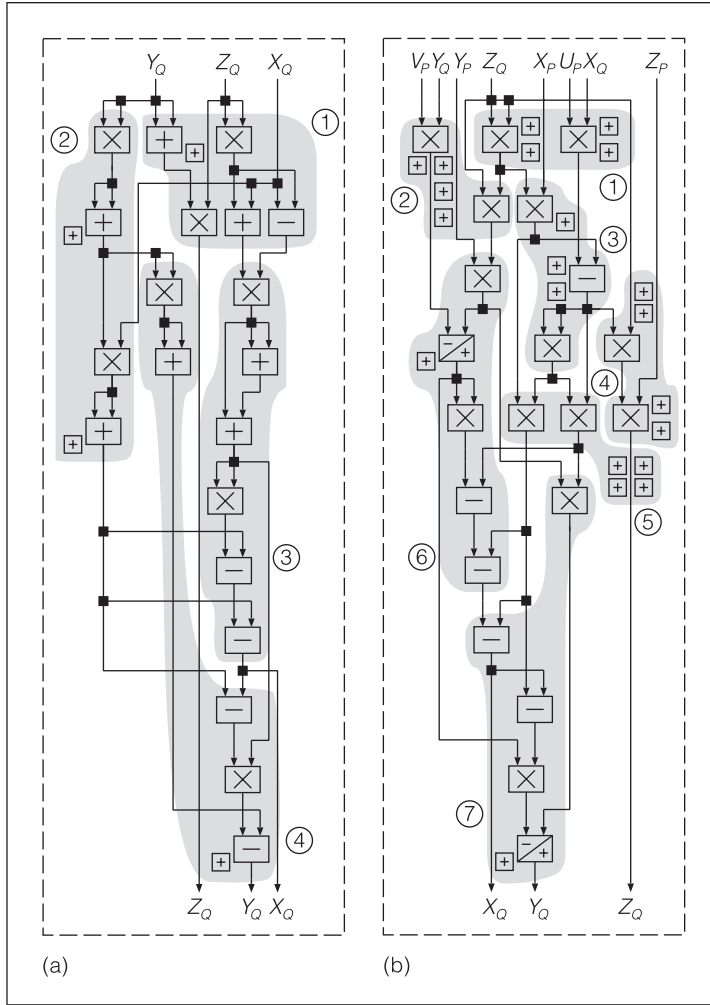 Y_Q Z_Q X_Q
V_P Y_Q Y_P Z_Q X_P U_P X_Q Z_P
① 
②
③
④
Z_Q Y_Q X_Q
①
②
③
④
⑤
⑥
⑦
X_Q Y_Q Z_Q
(a)
(b)